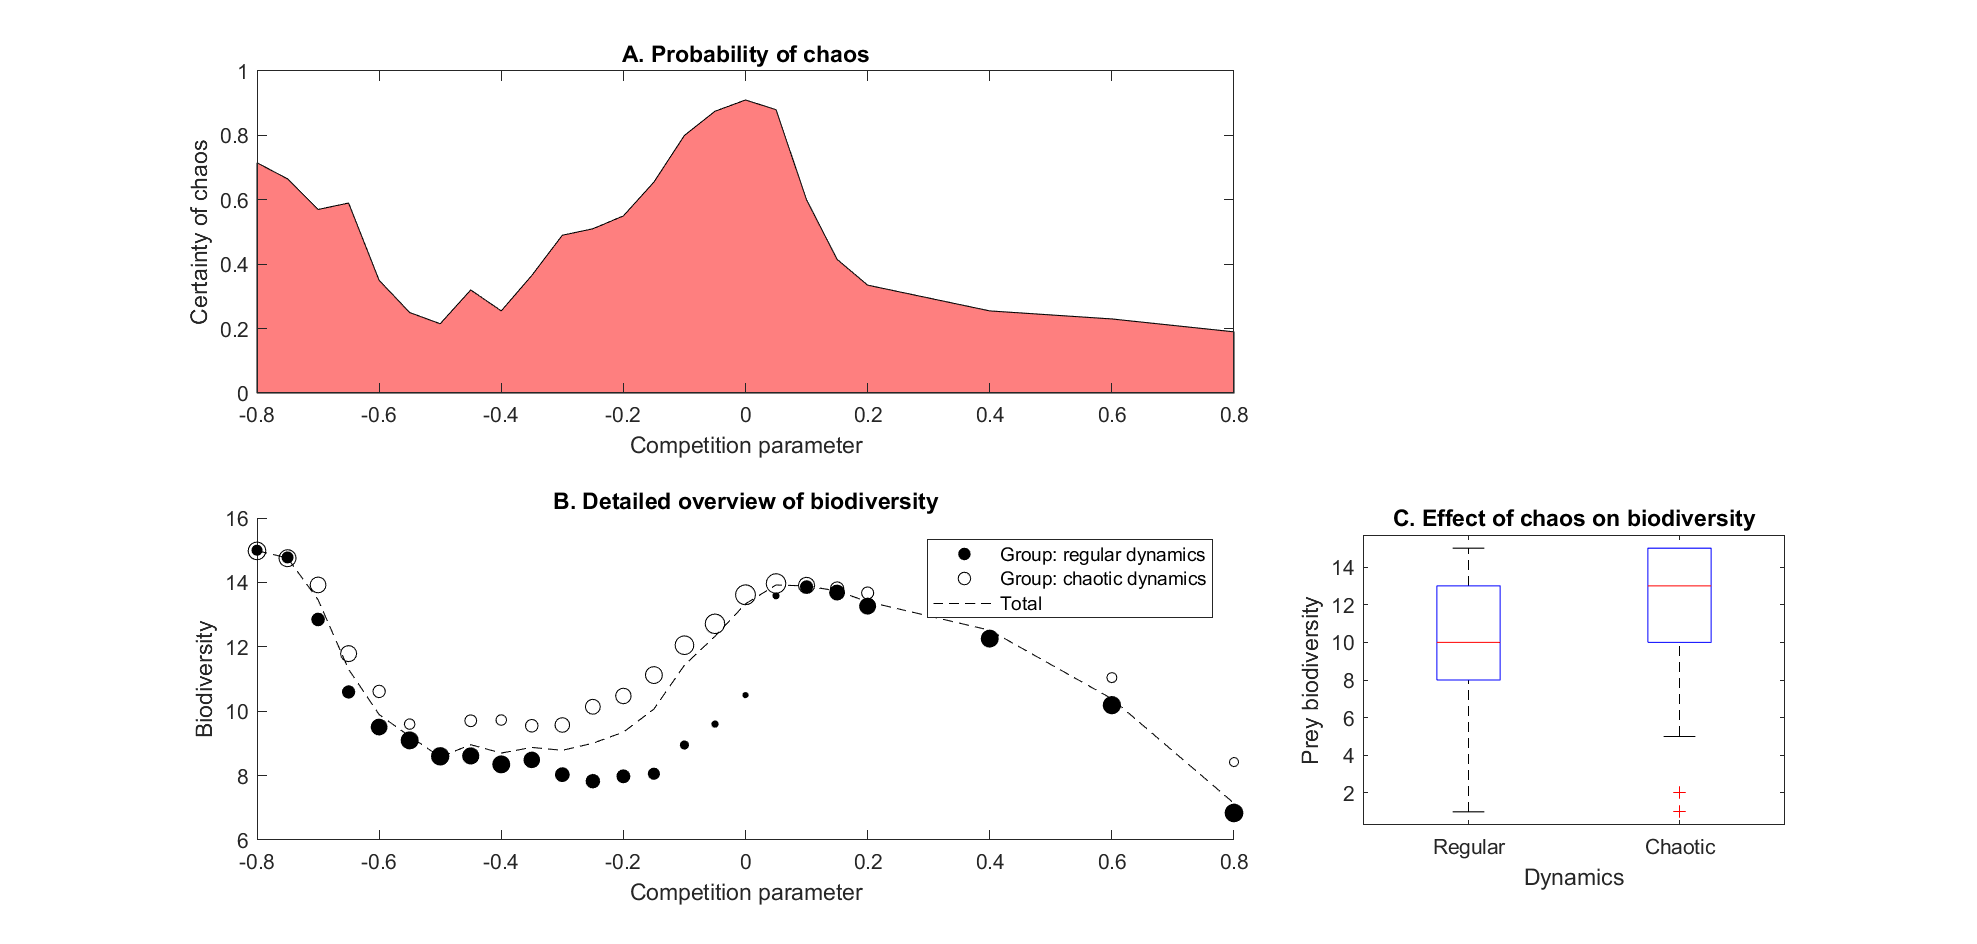 A. Probability of chaos
1
0.8
0.6
0.4
0.2
0
Certainty of chaos
-0.8 -0.6 -0.4 -0.2 0 0.2 0.4 0.6 0.8
Competition parameter
B. Detailed overview of biodiversity
16
14
12
10
8
6
Biodiversity
Group: regular dynamics
Group: chaotic dynamics
Total
-0.8 -0.6 -0.4 -0.2 0 0.2 0.4 0.6 0.8
Competition parameter
C. Effect of chaos on biodiversity
14
12
10
8
6
4
2
Prey biodiversity
Regular Chaotic
Dynamics